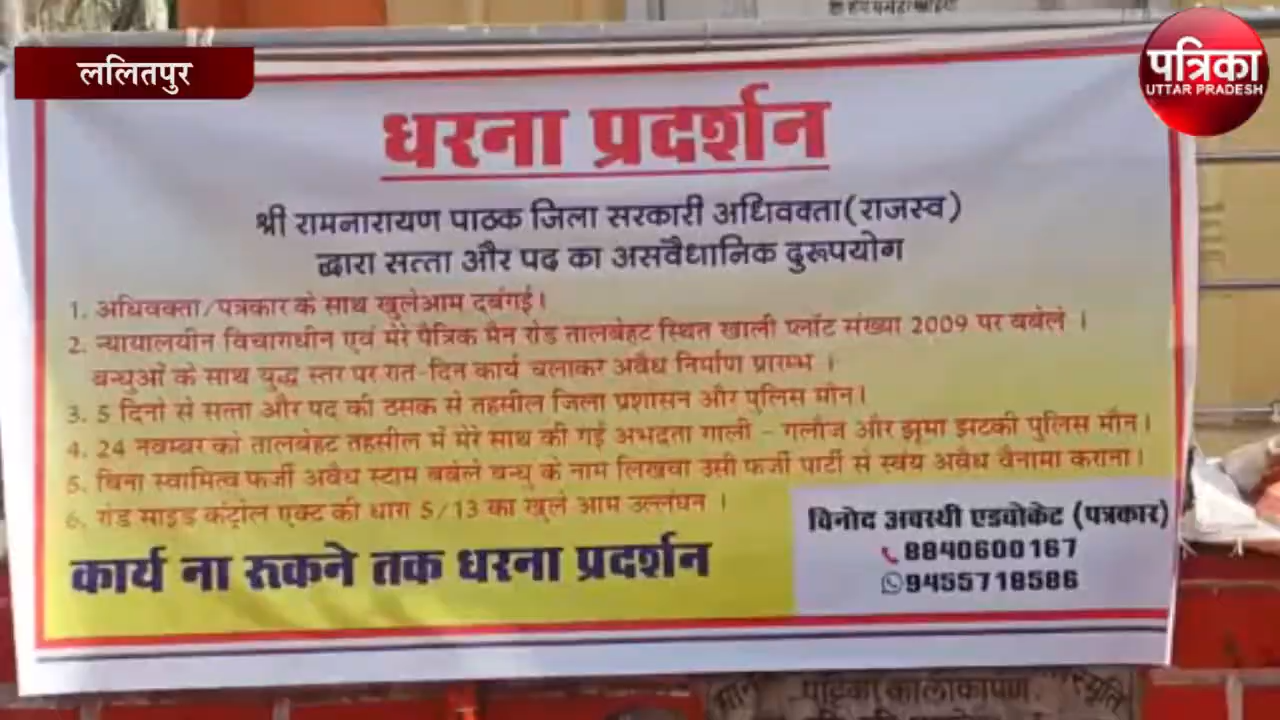 ललितपुर
पत्रिका
UTTAR PRADESH
धरना प्रदर्शन
श्री रामनारायण पाठक जिला सरकारी अधिववता(राजस्व)
द्वारा सत्ता और पद का असवैधानिक दुरूपयोग
1. अधिवक्ता/पत्रकार के साथ खुलेआम दबंगई।
2. न्यायालयीन विचाराधीन एवं मेरे पैत्रिक मैन रोड तालबेहट स्थित खाली प्लॉट संख्या 2009 पर बबेले ।
बन्धुओं के साथ युद्ध स्तर पर रात-दिन कार्य चलाकर अवैध निर्माण प्रारम्भ ।
3. 5 दिनो से सत्ता और पद की ठसक से तहसील जिला प्रशासन और पुलिस मौन।
4. 24 नवम्बर को तालबेहट तहसील में मेरे साथ की गई अभद्रता गाली - गलौज और झूमा झटकी पुलिस मौन।
5. बिना स्वामित्व फर्जी अवैध स्टाम बबेले बन्धु के नाम लिखवा उसी फर्जी पार्टी से स्वंय अवैध वैनामा कराना।
6. रोड साइड कंट्रोल एक्ट की धारा 5/13 का खुले आम उल्लंघन ।
कार्य ना रूकने तक धरना प्रदर्शन
विनोद अवस्थी एडवोकेट (पत्रकार)
8840600167
9455718586